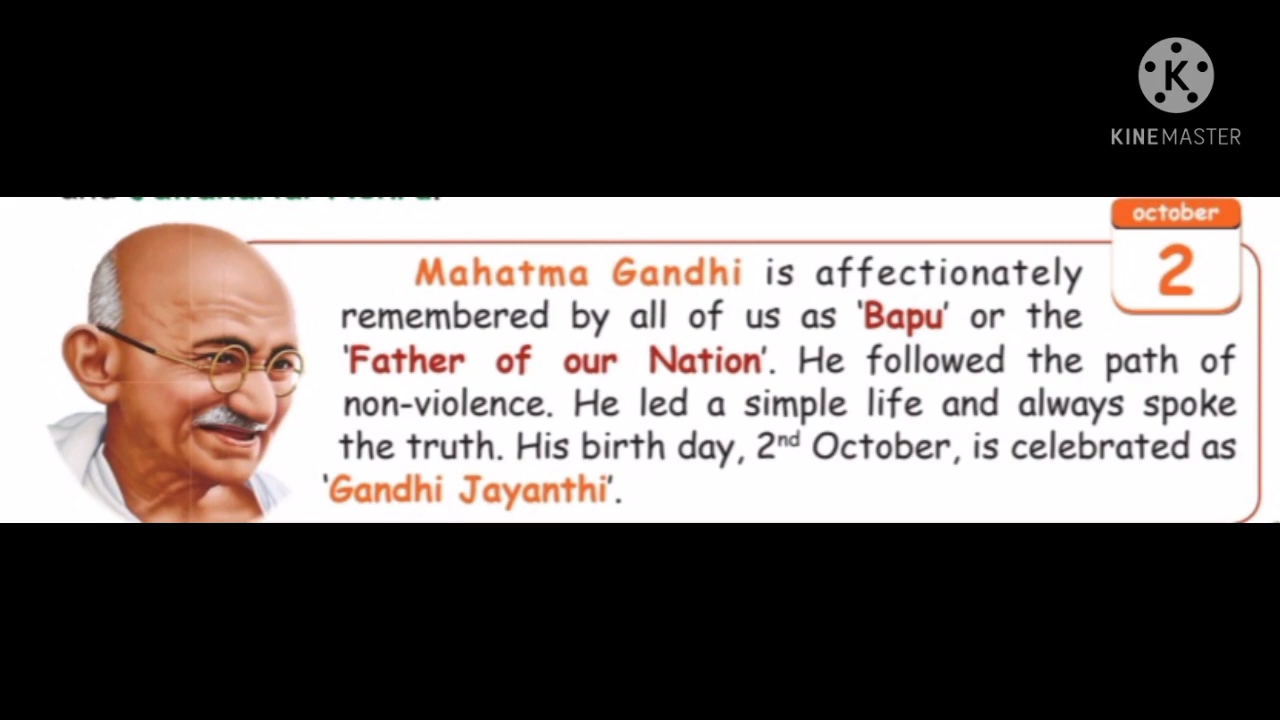 KINEMASTER
october
2
Mahatma Gandhi is affectionately
remembered by all of us as 'Bapu' or the
'Father of our Nation'. He followed the path of
non-violence. He led a simple life and always spoke
the truth. His birth day, 2nd October, is celebrated as
'Gandhi Jayanthi'.